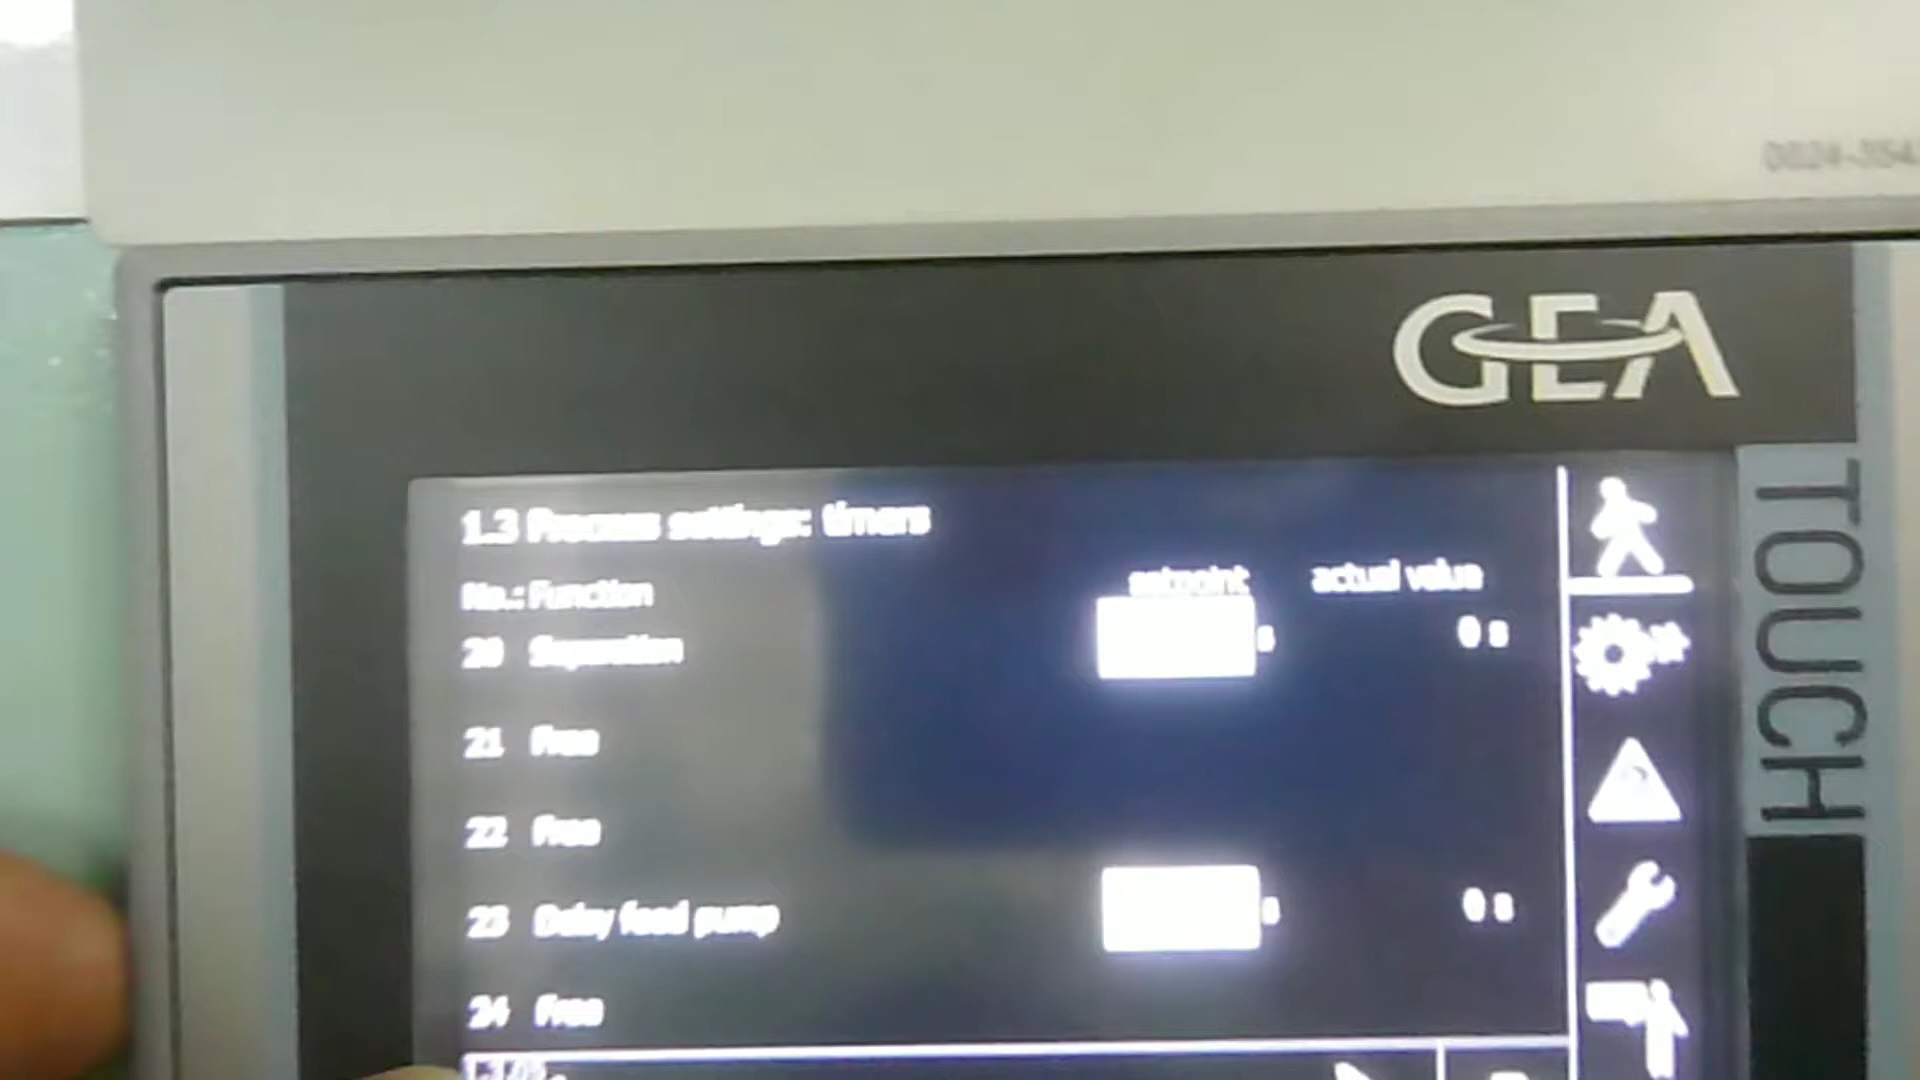 GEA
TOUCH
1.3 Process settings: timers
No.: Function setpoint actual value
20 Separation s 0 s
21 Free
22 Free
23 Delay feed pump s 0 s
24 Free